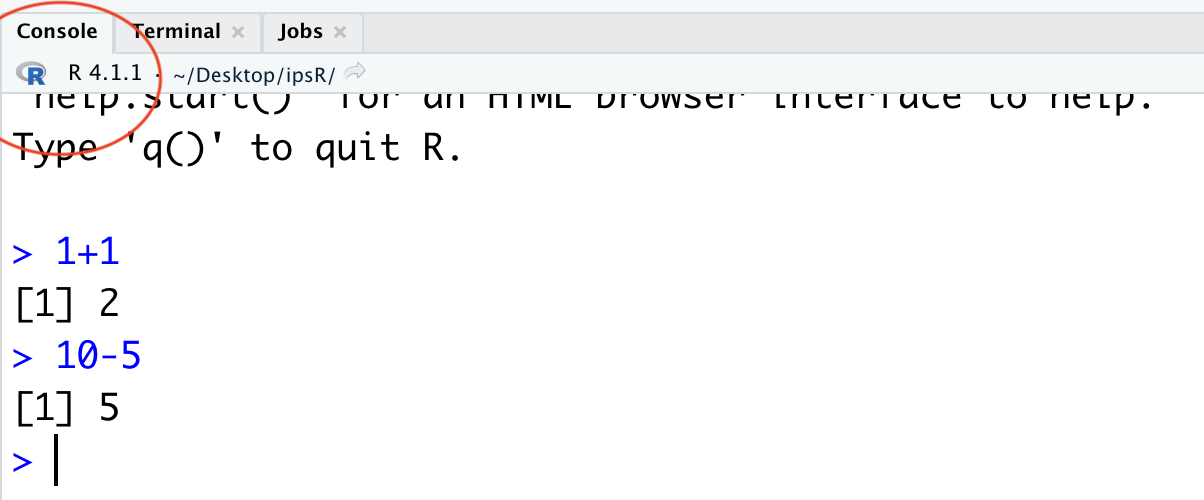 Console Terminal × Jobs ×
R R 4.1.1 · ~/Desktop/ipsR/
'help.start()' for an HTML browser interface to help.
Type 'q()' to quit R.
> 1+1
[1] 2
> 10-5
[1] 5
>